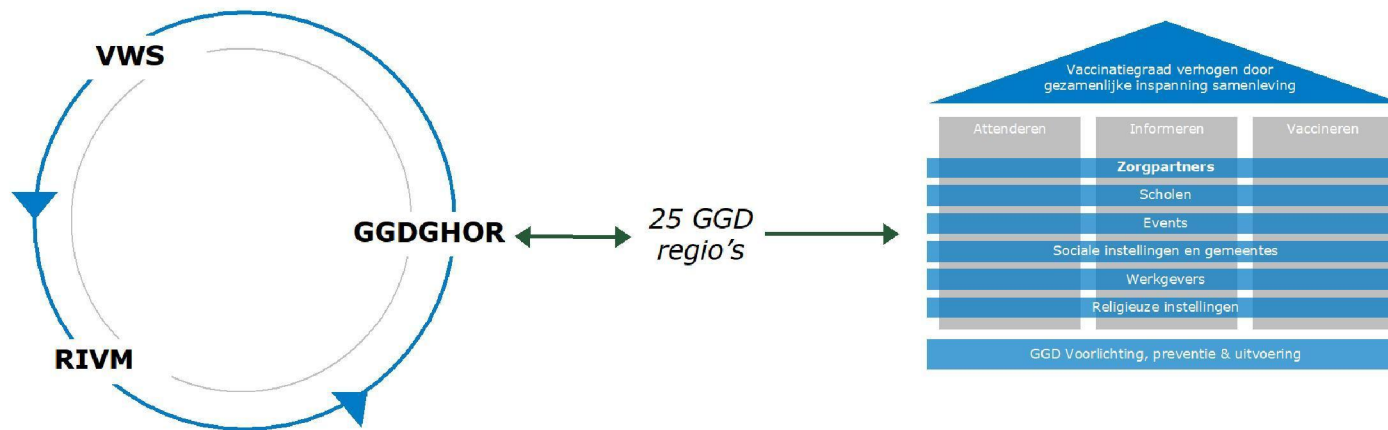 VWS
GGDGHOR
RIVM
25 GGD
regio's
Vaccinatiegraad verhogen door
gezamenlijke inspanning samenleving
Attenderen
Informeren
Vaccineren
Zorgpartners
Scholen
Events
Sociale instellingen en gemeentes
Werkgevers
Religieuze instellingen
GGD Voorlichting, preventie & uitvoering